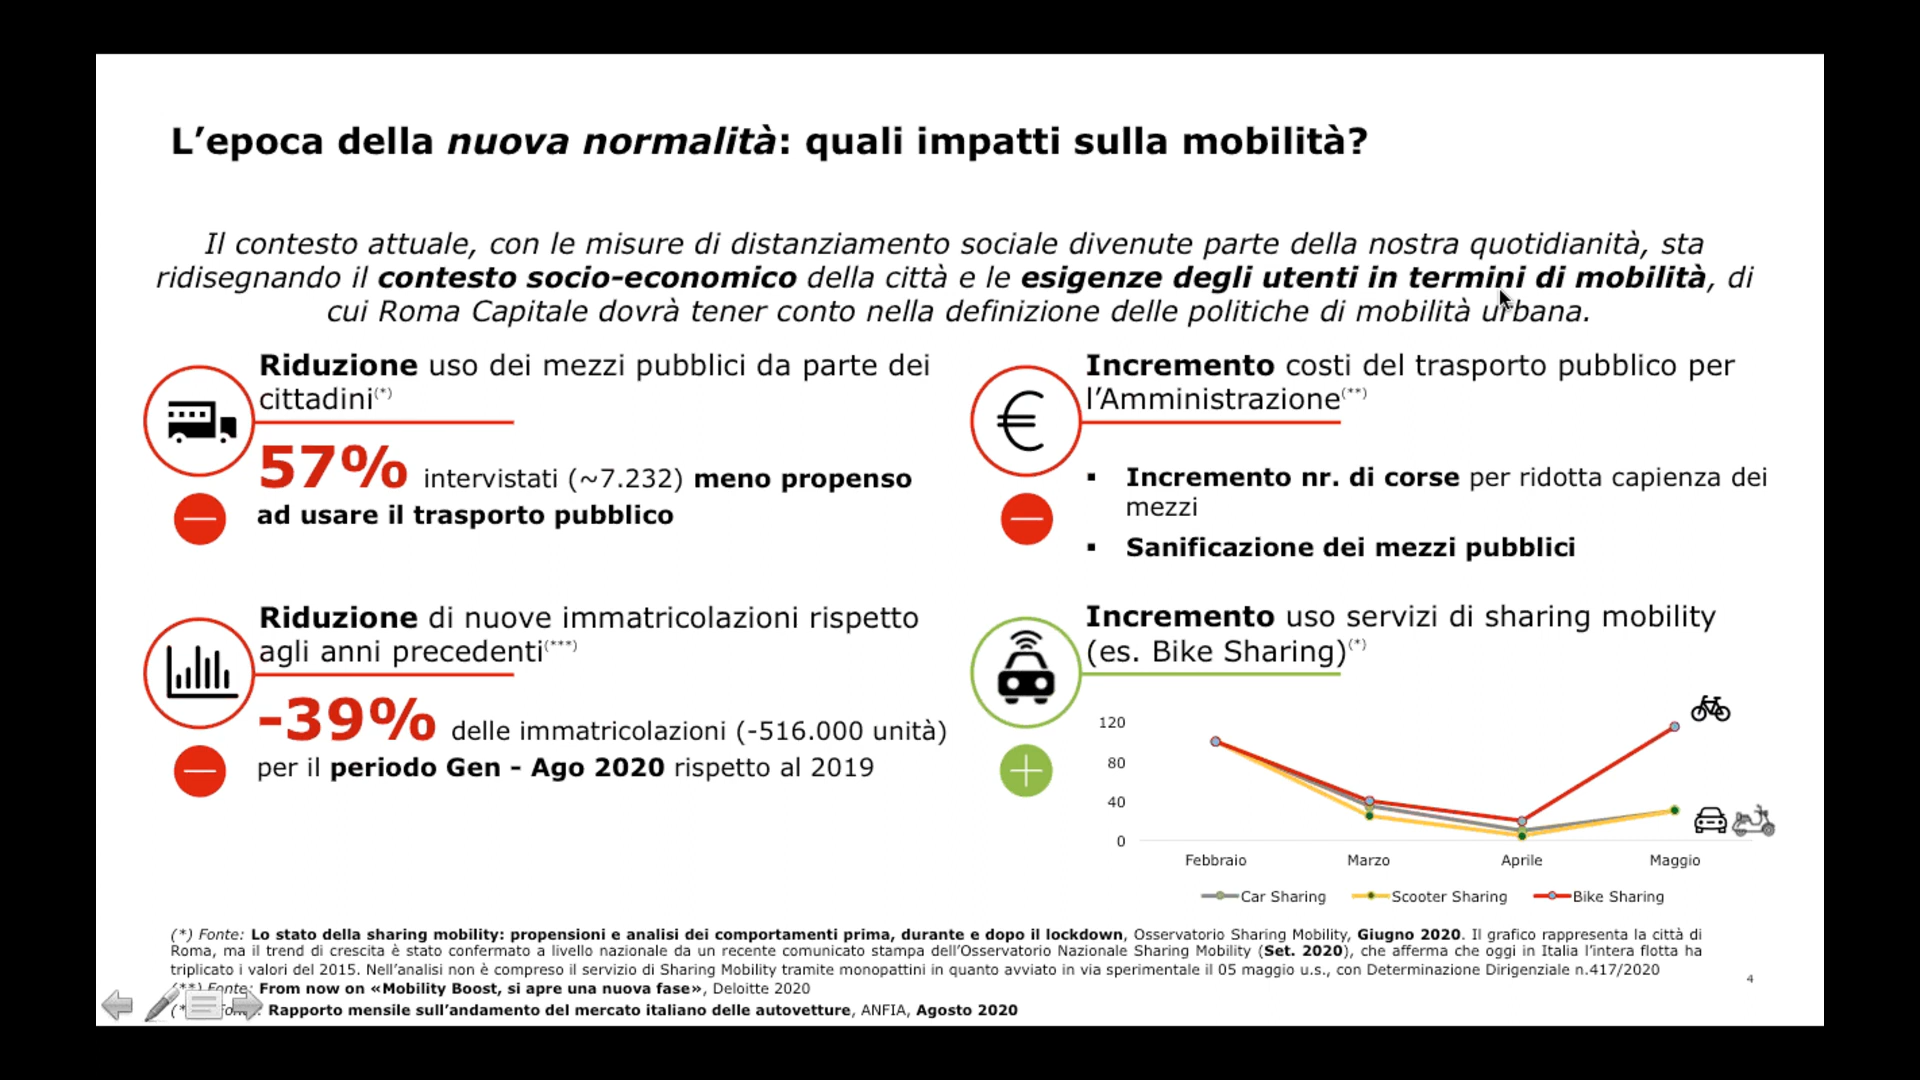 L’epoca della nuova normalità: quali impatti sulla mobilità?
Il contesto attuale, con le misure di distanziamento sociale divenute parte della nostra quotidianità, sta
ridisegnando il contesto socio-economico della città e le esigenze degli utenti in termini di mobilità, di
cui Roma Capitale dovrà tener conto nella definizione delle politiche di mobilità urbana.
Riduzione uso dei mezzi pubblici da parte dei
cittadini(*)
57% intervistati (~7.232) meno propenso
ad usare il trasporto pubblico
Incremento costi del trasporto pubblico per
l’Amministrazione(**)
€
▪ Incremento nr. di corse per ridotta capienza dei
mezzi
▪ Sanificazione dei mezzi pubblici
Riduzione di nuove immatricolazioni rispetto
agli anni precedenti(***)
-39% delle immatricolazioni (-516.000 unità)
per il periodo Gen - Ago 2020 rispetto al 2019
Incremento uso servizi di sharing mobility
(es. Bike Sharing)(*)
120
80
40
0
Febbraio Marzo Aprile Maggio
Car Sharing Scooter Sharing Bike Sharing
(*) Fonte: Lo stato della sharing mobility: propensioni e analisi dei comportamenti prima, durante e dopo il lockdown, Osservatorio Sharing Mobility, Giugno 2020. Il grafico rappresenta la città di
Roma, ma il trend di crescita è stato confermato a livello nazionale da un recente comunicato stampa dell’Osservatorio Nazionale Sharing Mobility (Set. 2020), che afferma che oggi in Italia l’intera flotta ha
triplicato i valori del 2015. Nell’analisi non è compreso il servizio di Sharing Mobility tramite monopattini in quanto avviato in via sperimentale il 05 maggio u.s., con Determinazione Dirigenziale n.417/2020
(**) Fonte: From now on «Mobility Boost, si apre una nuova fase», Deloitte 2020
Rapporto mensile sull’andamento del mercato italiano delle autovetture, ANFIA, Agosto 2020
4